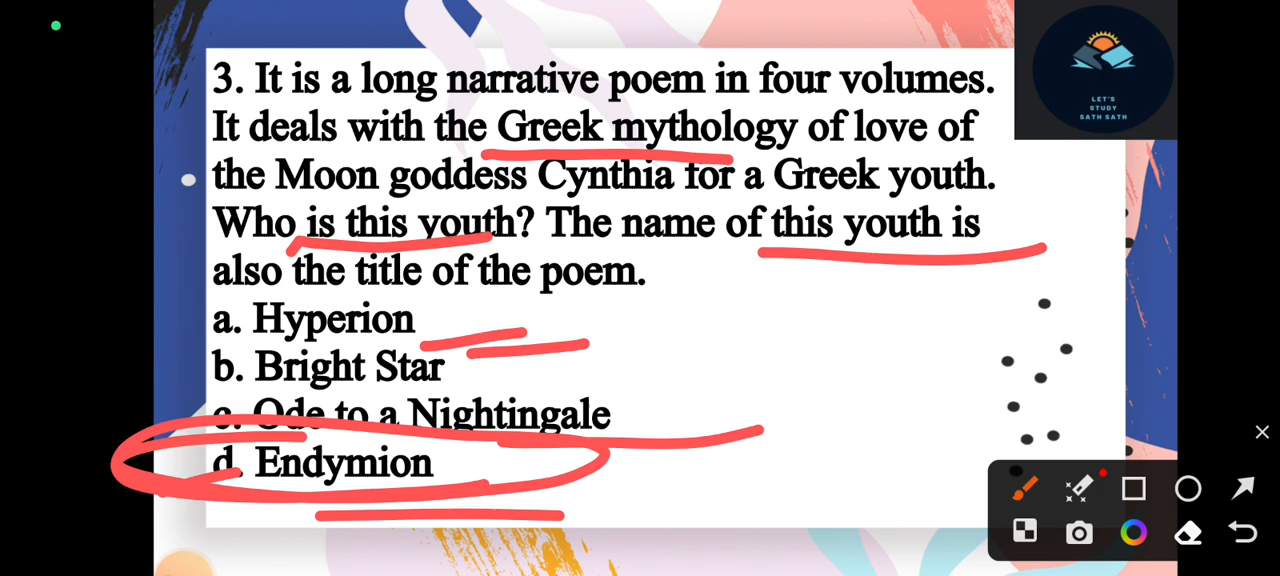 3. It is a long narrative poem in four volumes.
It deals with the Greek mythology of love of
the Moon goddess Cynthia for a Greek youth.
Who is this youth? The name of this youth is
also the title of the poem.
a. Hyperion
b. Bright Star
c. Ode to a Nightingale
d. Endymion
LET'S
STUDY
SATH SATH